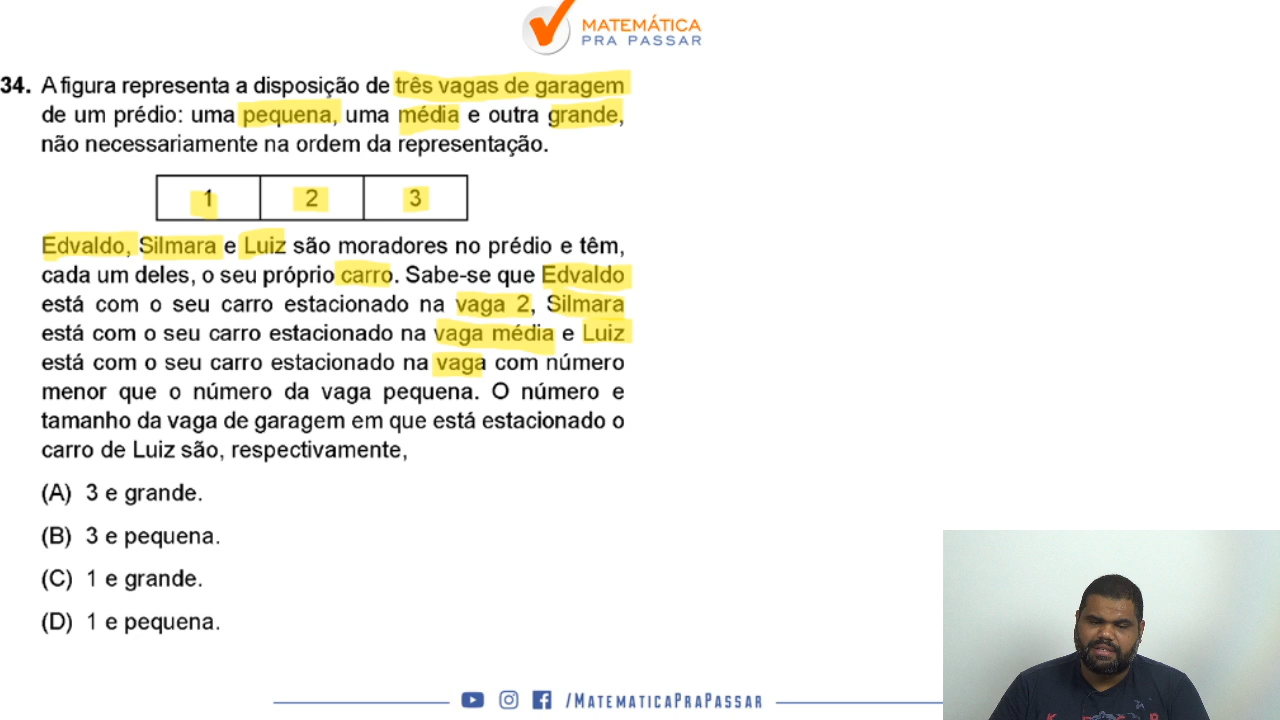 MATEMÁTICA
PRA PASSAR
34. A figura representa a disposição de três vagas de garagem
de um prédio: uma pequena, uma média e outra grande,
não necessariamente na ordem da representação.
1 2 3
Edvaldo, Silmara e Luiz são moradores no prédio e têm,
cada um deles, o seu próprio carro. Sabe-se que Edvaldo
está com o seu carro estacionado na vaga 2, Silmara
está com o seu carro estacionado na vaga média e Luiz
está com o seu carro estacionado na vaga com número
menor que o número da vaga pequena. O número e
tamanho da vaga de garagem em que está estacionado o
carro de Luiz são, respectivamente,
(A) 3 e grande.
(B) 3 e pequena.
(C) 1 e grande.
(D) 1 e pequena.
/MATEMATICAPRAPASSAR